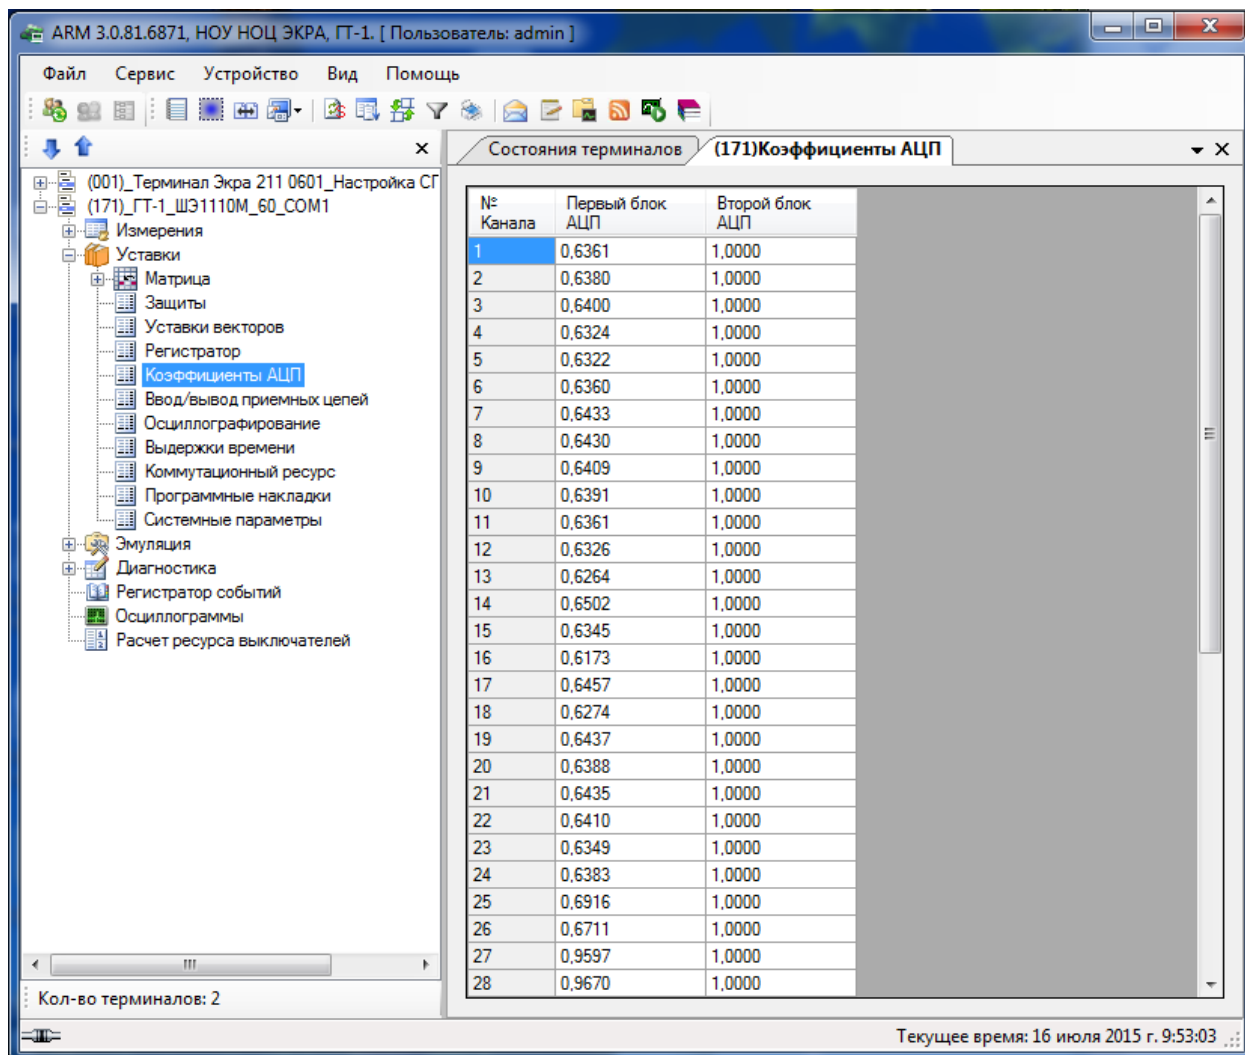 ARM 3.0.81.6871, НОУ НОЦ ЭКРА, ГТ-1. [ Пользователь: admin ]
Файл Сервис Устройство Вид Помощь
Состояния терминалов (171)Коэффициенты АЦП
(001)_Терминал Экра 211 0601_Настройка СГ
(171)_ГТ-1_ШЭ1110М_60_COM1
Измерения
Уставки
Матрица
Защиты
Уставки векторов
Регистратор
Коэффициенты АЦП
Ввод/вывод приемных цепей
Осциллографирование
Выдержки времени
Коммутационный ресурс
Программные накладки
Системные параметры
Эмуляция
Диагностика
Регистратор событий
Осциллограммы
Расчет ресурса выключателей
Кол-во терминалов: 2
№ Первый блок Второй блок
Канала АЦП АЦП
1 0,6361 1,0000
2 0,6380 1,0000
3 0,6400 1,0000
4 0,6324 1,0000
5 0,6322 1,0000
6 0,6360 1,0000
7 0,6433 1,0000
8 0,6430 1,0000
9 0,6409 1,0000
10 0,6391 1,0000
11 0,6361 1,0000
12 0,6326 1,0000
13 0,6264 1,0000
14 0,6502 1,0000
15 0,6345 1,0000
16 0,6173 1,0000
17 0,6457 1,0000
18 0,6274 1,0000
19 0,6437 1,0000
20 0,6388 1,0000
21 0,6435 1,0000
22 0,6410 1,0000
23 0,6349 1,0000
24 0,6383 1,0000
25 0,6916 1,0000
26 0,6711 1,0000
27 0,9597 1,0000
28 0,9670 1,0000
Текущее время: 16 июля 2015 г. 9:53:03